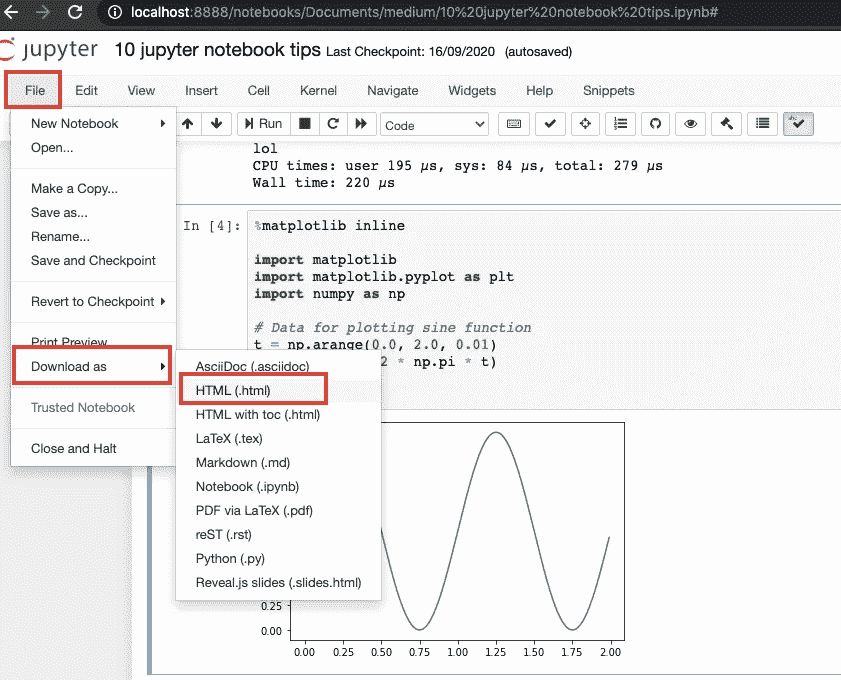 localhost:8888/notebooks/Documents/medium/10%20jupyter%20notebook%20tips.ipynb#
jupyter 10 jupyter notebook tips Last Checkpoint: 16/09/2020 (autosaved)
File Edit View Insert Cell Kernel Navigate Widgets Help Snippets
Run Code
New Notebook
Open...
Make a Copy...
Save as...
Rename...
Save and Checkpoint
Revert to Checkpoint
Print Preview
Download as
Trusted Notebook
Close and Halt
AsciiDoc (.asciidoc)
HTML (.html)
HTML with toc (.html)
LaTeX (.tex)
Markdown (.md)
Notebook (.ipynb)
PDF via LaTeX (.pdf)
reST (.rst)
Python (.py)
Reveal.js slides (.slides.html)
lol
CPU times: user 195 µs, sys: 84 µs, total: 279 µs
Wall time: 220 µs
In [4]: %matplotlib inline
import matplotlib
import matplotlib.pyplot as plt
import numpy as np
# Data for plotting sine function
t = np.arange(0.0, 2.0, 0.01)
2 * np.pi * t)
0.25
0.00
0.00 0.25 0.50 0.75 1.00 1.25 1.50 1.75 2.00